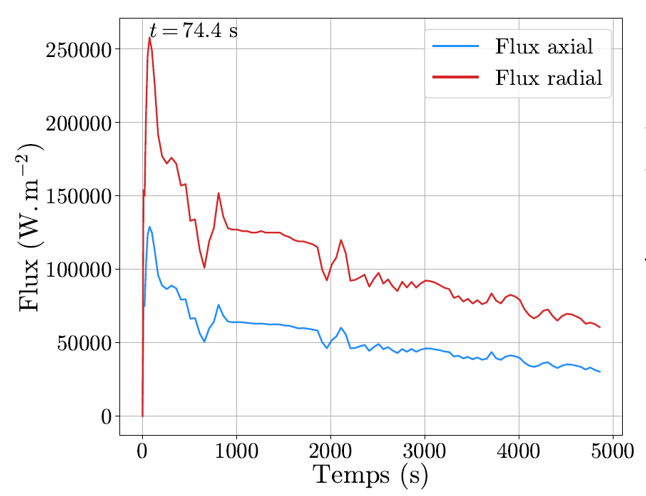 t = 74.4 s
Flux axial
Flux radial
250000
200000
150000
100000
50000
0
Flux (W.m⁻²)
0 1000 2000 3000 4000 5000
Temps (s)